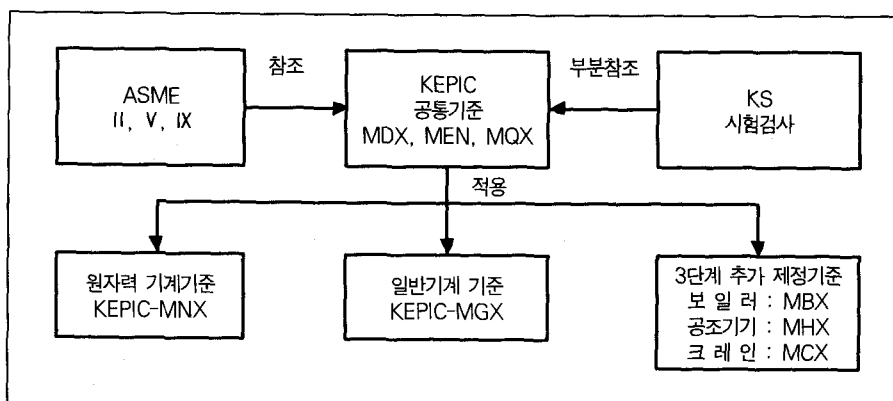 참조
부분참조
ASME
II, V, IX
KEPIC
공통기준
MDX, MEN, MQX
KS
시험검사
적용
원자력 기계기준
KEPIC-MNX
일반기계 기준
KEPIC-MGX
3단계 추가 제정기준
보 일 러 : MBX
공조기기 : MHX
크 레 인 : MCX